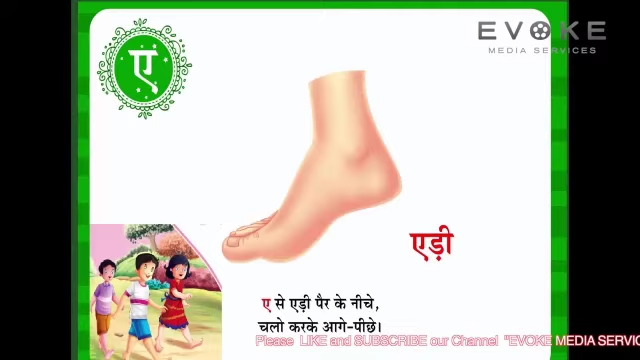 ए
EVOKE
MEDIA SERVICES
एड़ी
ए से एड़ी पैर के नीचे,
चलो करके आगे-पीछे।
Please LIKE and SUBSCRIBE our Channel "EVOKE MEDIA SERVIC